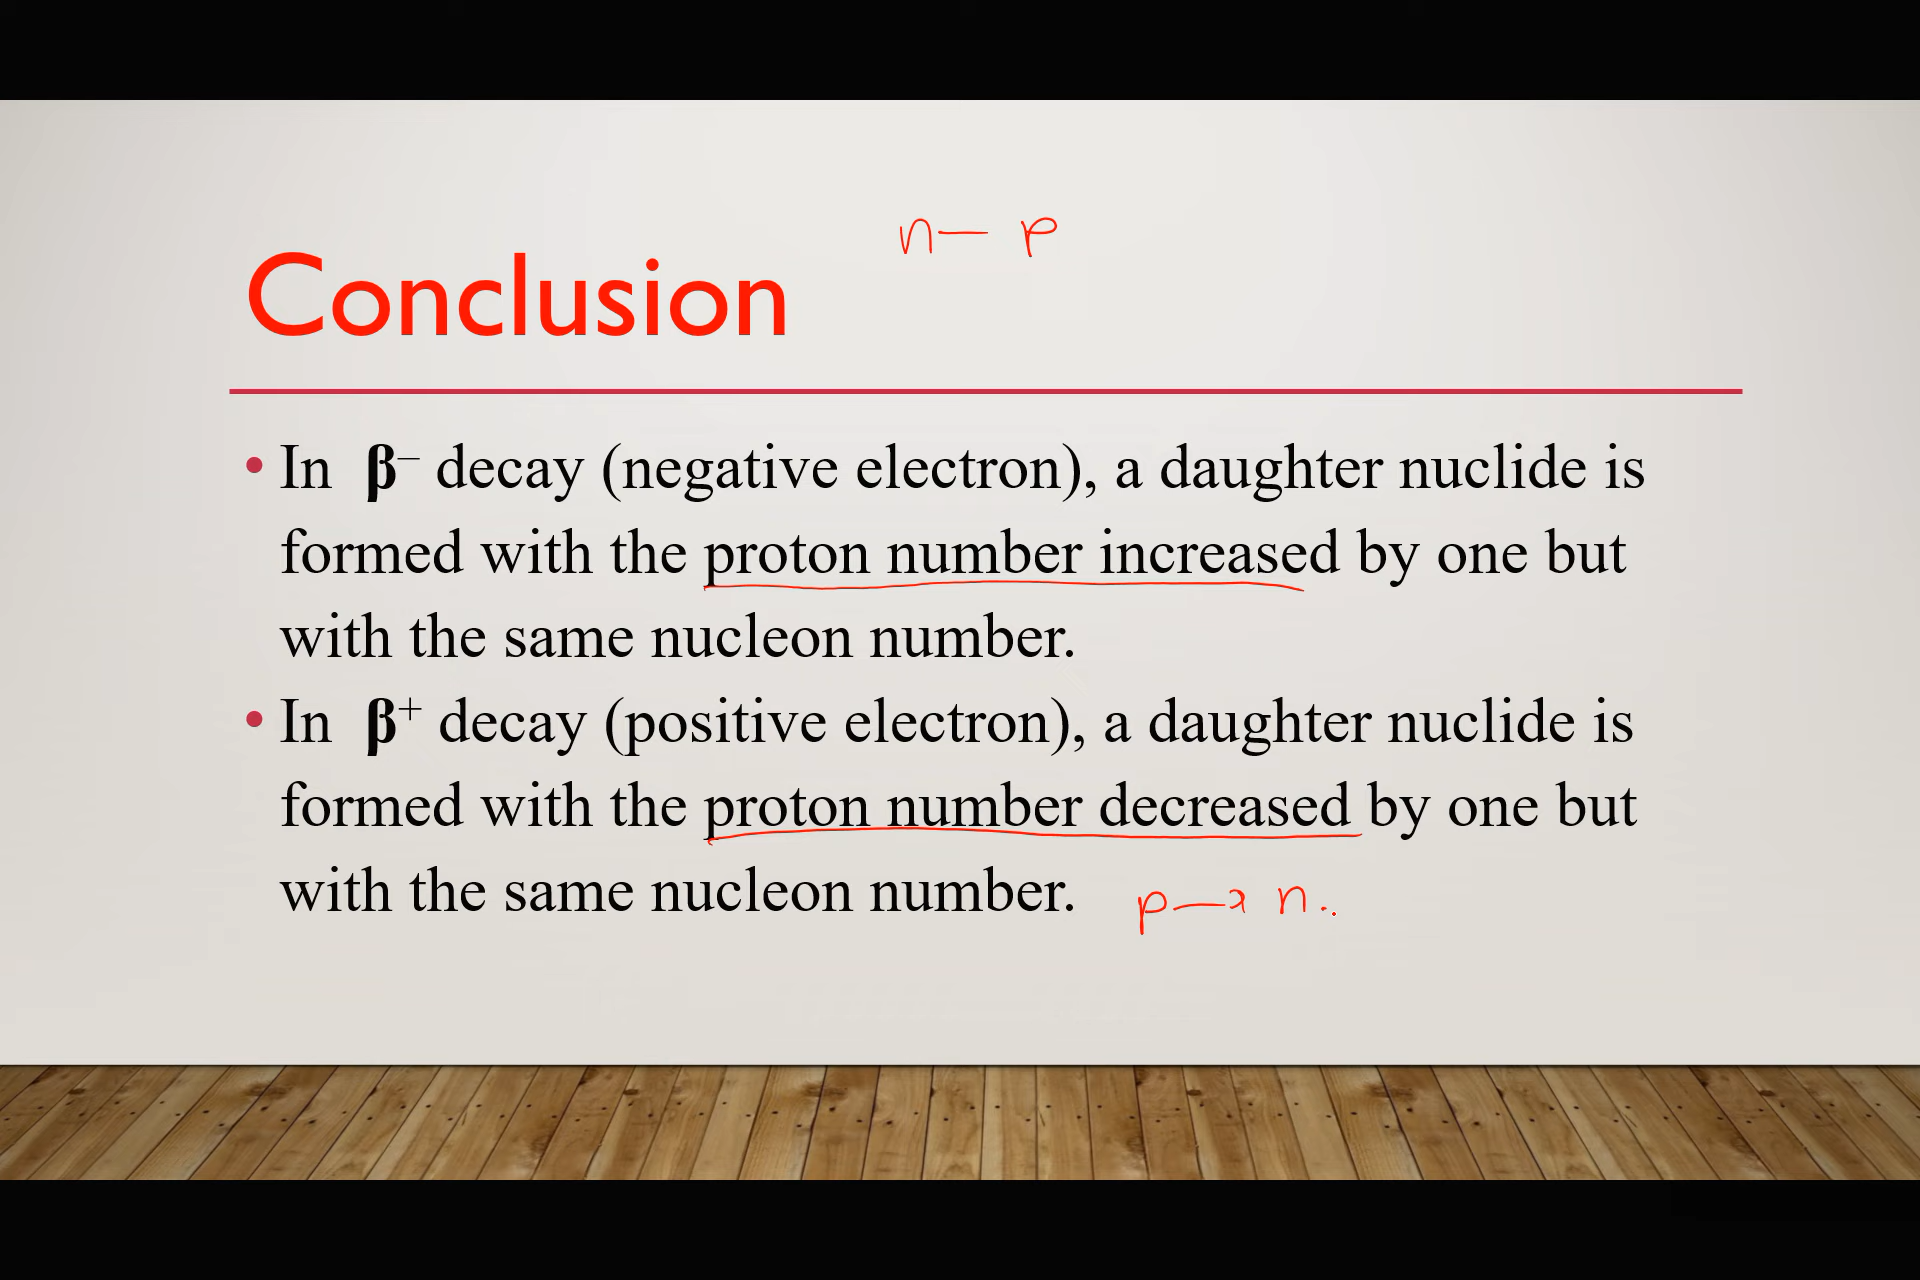 n — p
Conclusion
• In β⁻ decay (negative electron), a daughter nuclide is
formed with the proton number increased by one but
with the same nucleon number.
• In β⁺ decay (positive electron), a daughter nuclide is
formed with the proton number decreased by one but
with the same nucleon number.
p → n.